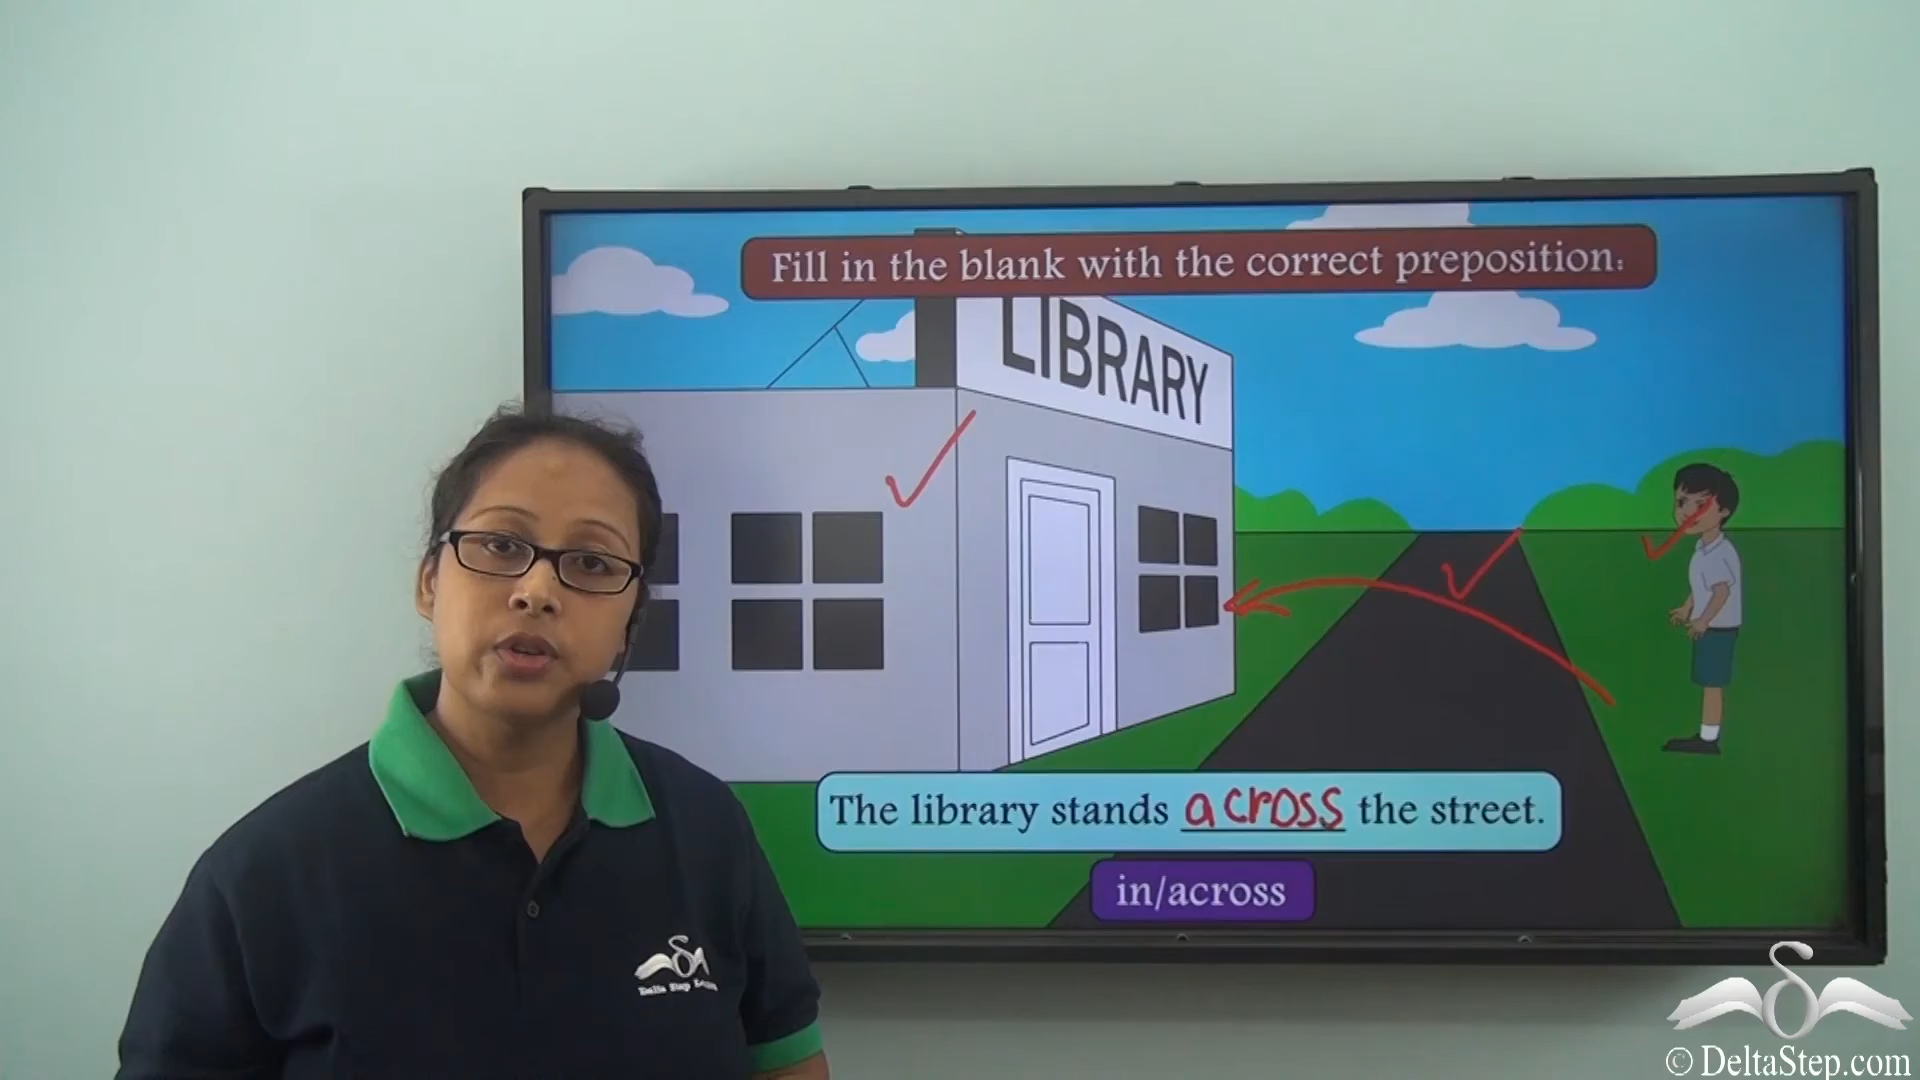 Fill in the blank with the correct preposition:
LIBRARY
The library stands across the street.
in/across
© DeltaStep.com